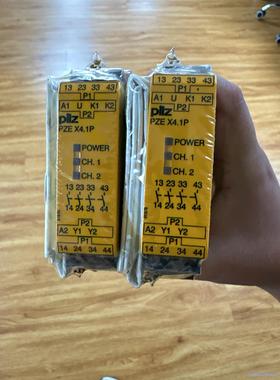 13 23 33 43
P1
A1 U K1 K2
P2
pilz
PZE X4.1P
POWER
CH. 1
CH. 2
13 23 33 43
14 24 34 44
P2
A2 Y1 Y2
P1
14 24 34 44
13 23 33 43
P1
A1 U K1 K2
P2
pilz
PZE X4.1P
POWER
CH. 1
CH. 2
13 23 33 43
14 24 34 44
P2
A2 Y1 Y2
P1
14 24 34 44